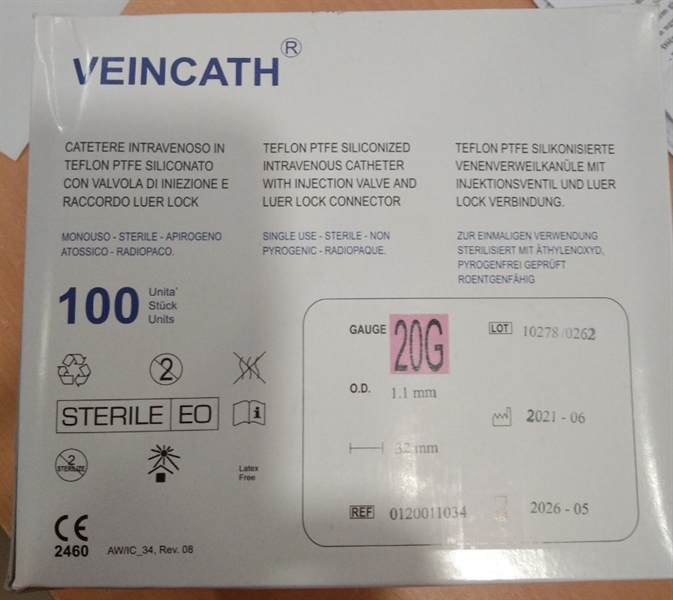 VEINCATH®
CATETERE INTRAVENOSO IN
TEFLON PTFE SILICONATO
CON VALVOLA DI INIEZIONE E
RACCORDO LUER LOCK
MONOUSO - STERILE - APIROGENO
ATOSSICO - RADIOPACO.
TEFLON PTFE SILICONIZED
INTRAVENOUS CATHETER
WITH INJECTION VALVE AND
LUER LOCK CONNECTOR
SINGLE USE - STERILE - NON
PYROGENIC - RADIOPAQUE.
TEFLON PTFE SILIKONISIERTE
VENENVERWEILKANÜLE MIT
INJEKTIONSVENTIL UND LUER
LOCK VERBINDUNG.
ZUR EINMALIGEN VERWENDUNG
STERILISIERT MIT ÄTHYLENOXYD,
PYROGENFREI GEPRÜFT
ROENTGENFÄHIG
100
Unita'
Stück
Units
2
STERILE EO
i
2
STERILIZE
Latex
Free
CE
2460
AW/IC_34, Rev. 08
GAUGE 20G
O.D. 1.1 mm
32 mm
REF 0120011034
LOT 10278/0262
2021 - 06
2026 - 05